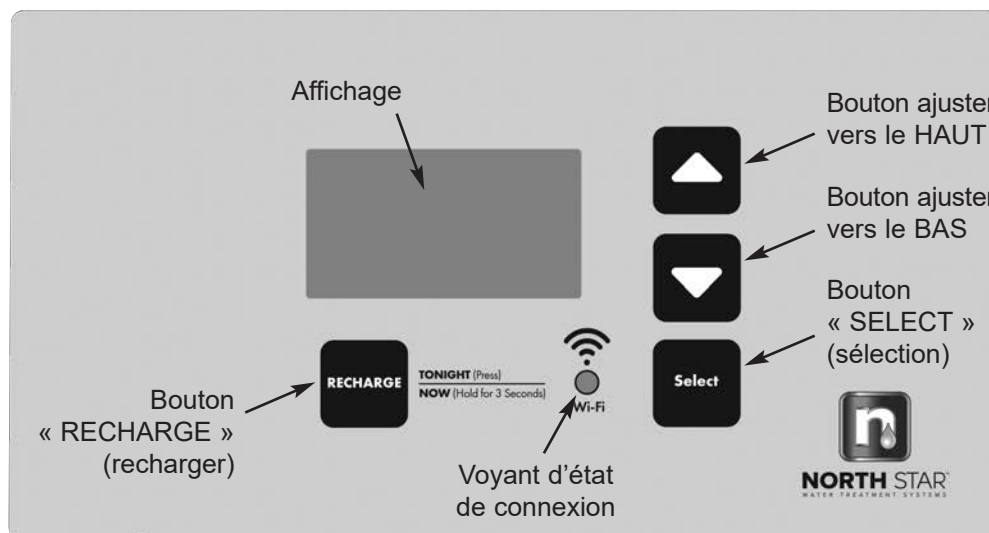 Affichage
Bouton ajuster
vers le HAUT
Bouton ajuster
vers le BAS
Bouton
« SELECT »
(sélection)
RECHARGE
TONIGHT (Press)
NOW (Hold for 3 Seconds)
Wi-Fi
Select
Bouton
« RECHARGE »
(recharger)
Voyant d’état
de connexion
n
NORTH STAR
WATER TREATMENT SYSTEMS